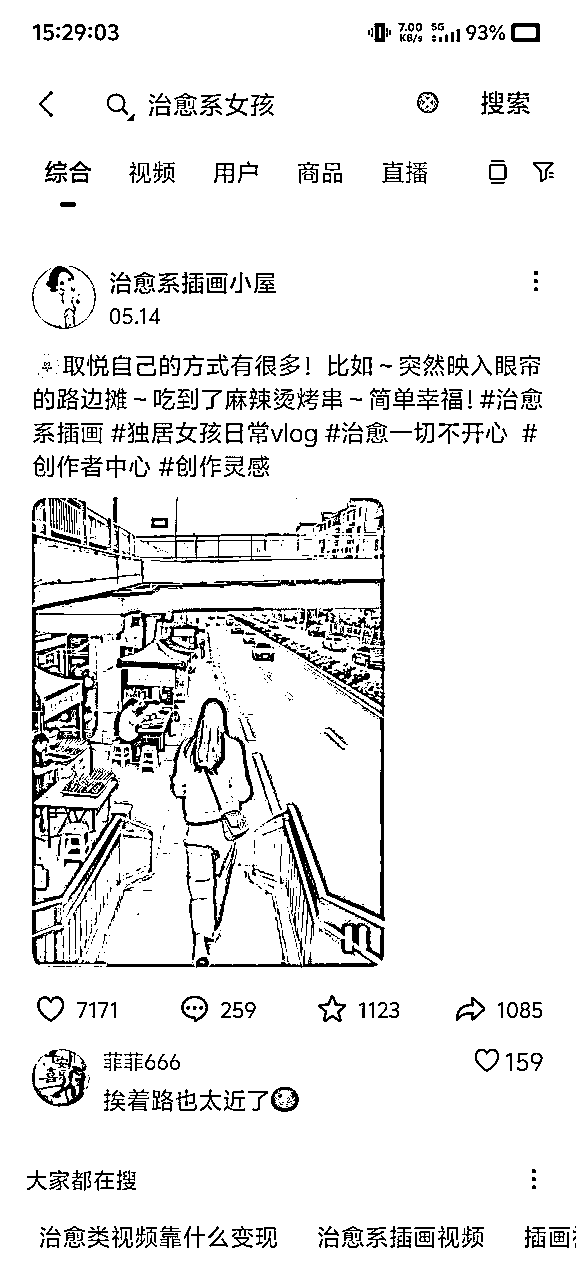 15:29:03
7.00 KB/s 5G 93%
治愈系女孩 搜索
综合 视频 用户 商品 直播
治愈系插画小屋
05.14
取悦自己的方式有很多！比如~突然映入眼帘
的路边摊~吃到了麻辣烫烤串~简单幸福！#治愈
系插画 #独居女孩日常vlog #治愈一切不开心 #
创作者中心 #创作灵感
7171 259 1123 1085
菲菲666 159
挨着路也太近了
大家都在搜
治愈类视频靠什么变现 治愈系插画视频 插画